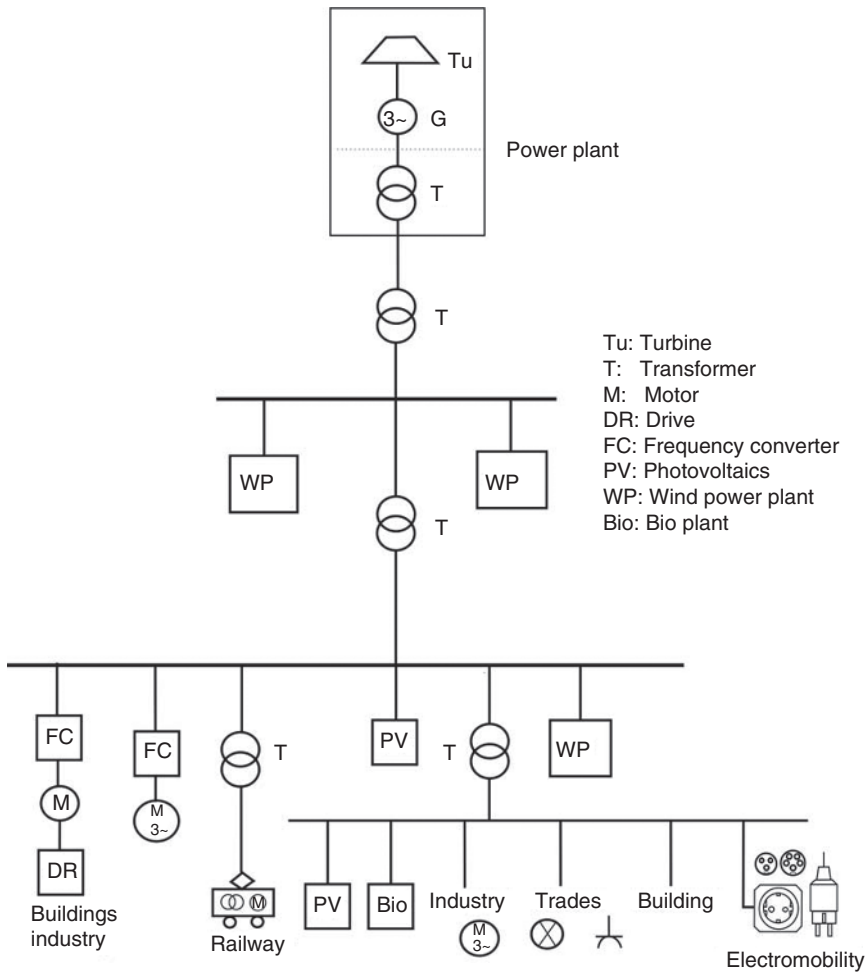 Tu
3~ G
Power plant
T
T
Tu: Turbine
T: Transformer
M: Motor
DR: Drive
FC: Frequency converter
PV: Photovoltaics
WP: Wind power plant
Bio: Bio plant
WP
WP
T
FC
FC
T
PV
T
WP
M
M
3~
DR
Buildings
industry
M
Railway
PV
Bio
Industry
M
3~
Trades
Building
Electromobility